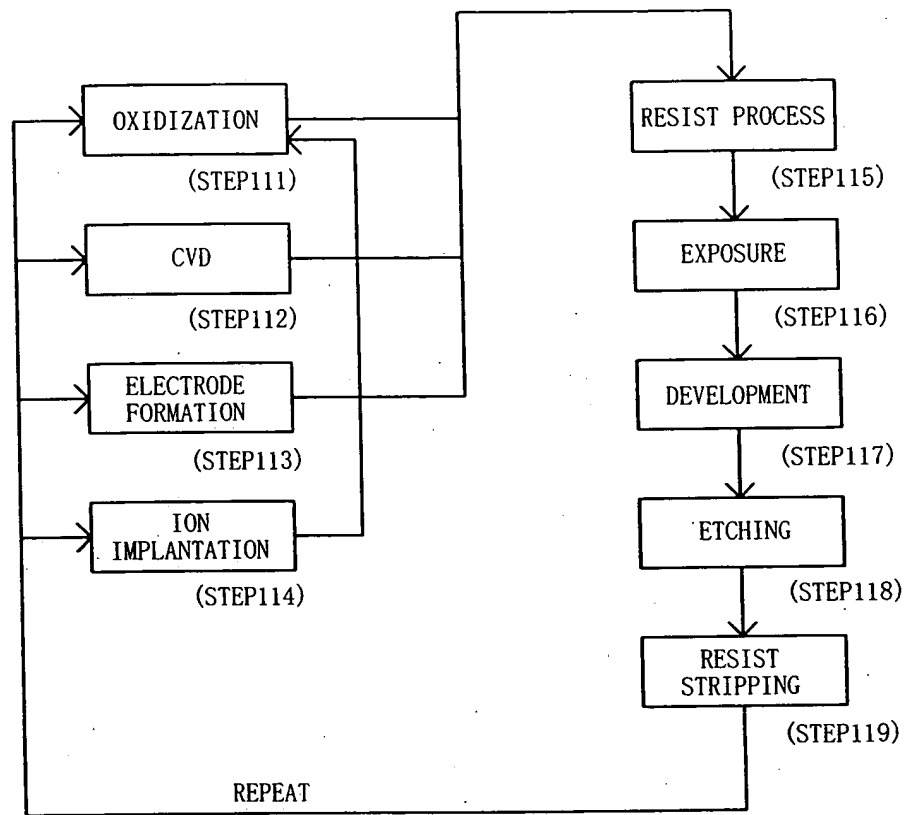 OXIDIZATION
(STEP111)
CVD
(STEP112)
ELECTRODE
FORMATION
(STEP113)
ION
IMPLANTATION
(STEP114)
RESIST PROCESS
(STEP115)
EXPOSURE
(STEP116)
DEVELOPMENT
(STEP117)
ETCHING
(STEP118)
RESIST
STRIPPING
(STEP119)
REPEAT